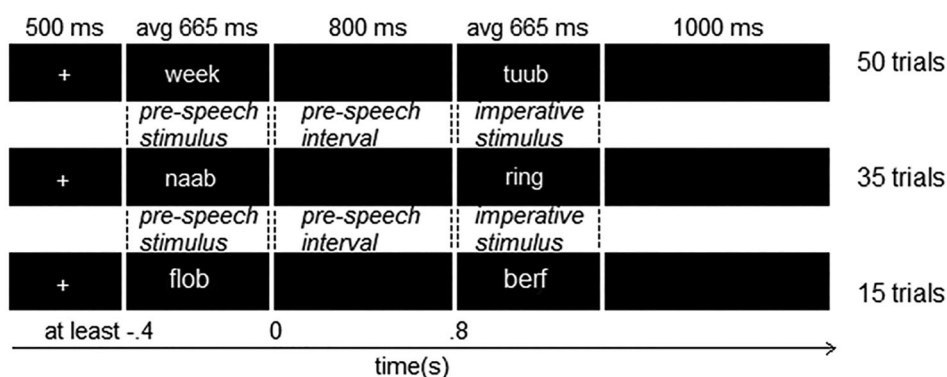 500 ms avg 665 ms 800 ms avg 665 ms 1000 ms
+ week tuub 50 trials
pre-speech stimulus pre-speech interval imperative stimulus
+ naab ring 35 trials
pre-speech stimulus pre-speech interval imperative stimulus
+ flob berf 15 trials
at least -.4 0 .8
time(s)